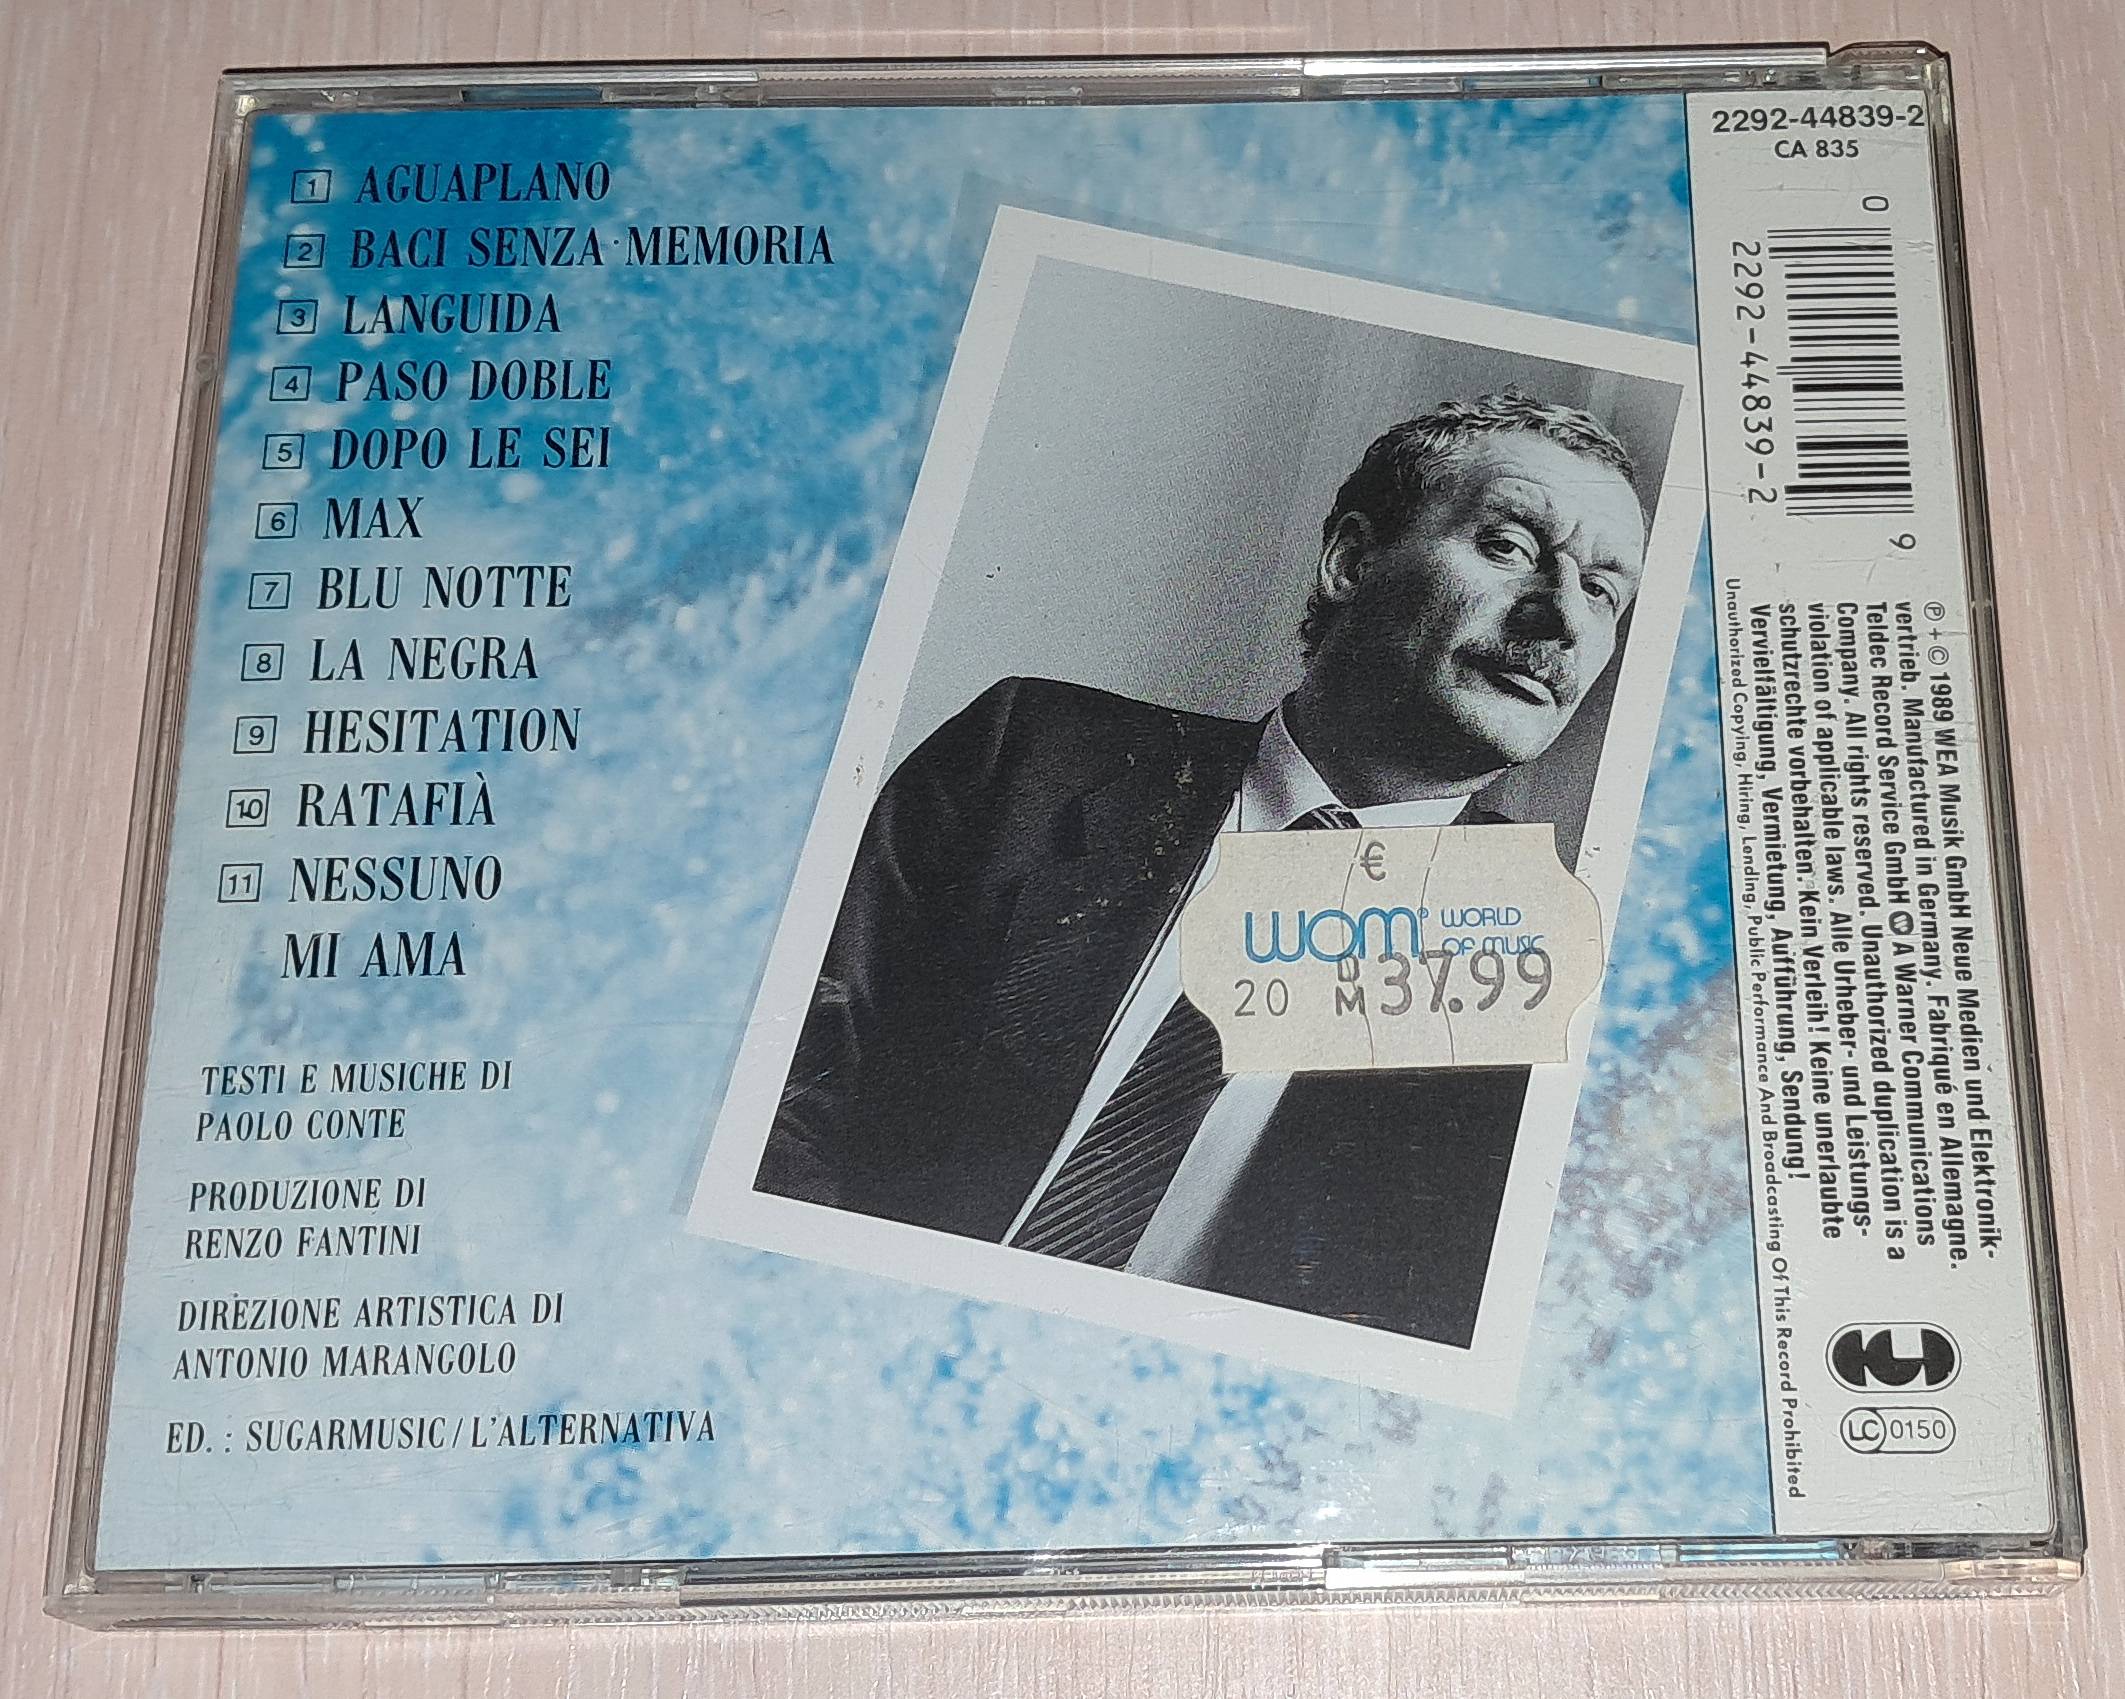 1 AGUAPLANO
2 BACI SENZA MEMORIA
3 LANGUIDA
4 PASO DOBLE
5 DOPO LE SEI
6 MAX
7 BLU NOTTE
8 LA NEGRA
9 HESITATION
10 RATAFIÀ
11 NESSUNO
MI AMA
TESTI E MUSICHE DI
PAOLO CONTE
PRODUZIONE DI
RENZO FANTINI
DIREZIONE ARTISTICA DI
ANTONIO MARANGOLO
ED. : SUGARMUSIC/L'ALTERNATIVA
€
wom® WORLD
OF MUSIC
20 DM 37.99
2292-44839-2
CA 835
0
2292-44839-2
9
℗ + © 1989 WEA Musik GmbH Neue Medien und Elektronik-
vertrieb. Manufactured in Germany. Fabriqué en Allemagne.
Teldec Record Service GmbH A Warner Communications
Company. All rights reserved. Unauthorized duplication is a
violation of applicable laws. Alle Urheber- und Leistungs-
schutzrechte vorbehalten. Kein Verleih! Keine unerlaubte
Vervielfältigung, Vermietung, Aufführung, Sendung!
Unauthorized Copying, Hiring, Lending, Public Performance And Broadcasting Of This Record Prohibited
LC 0150